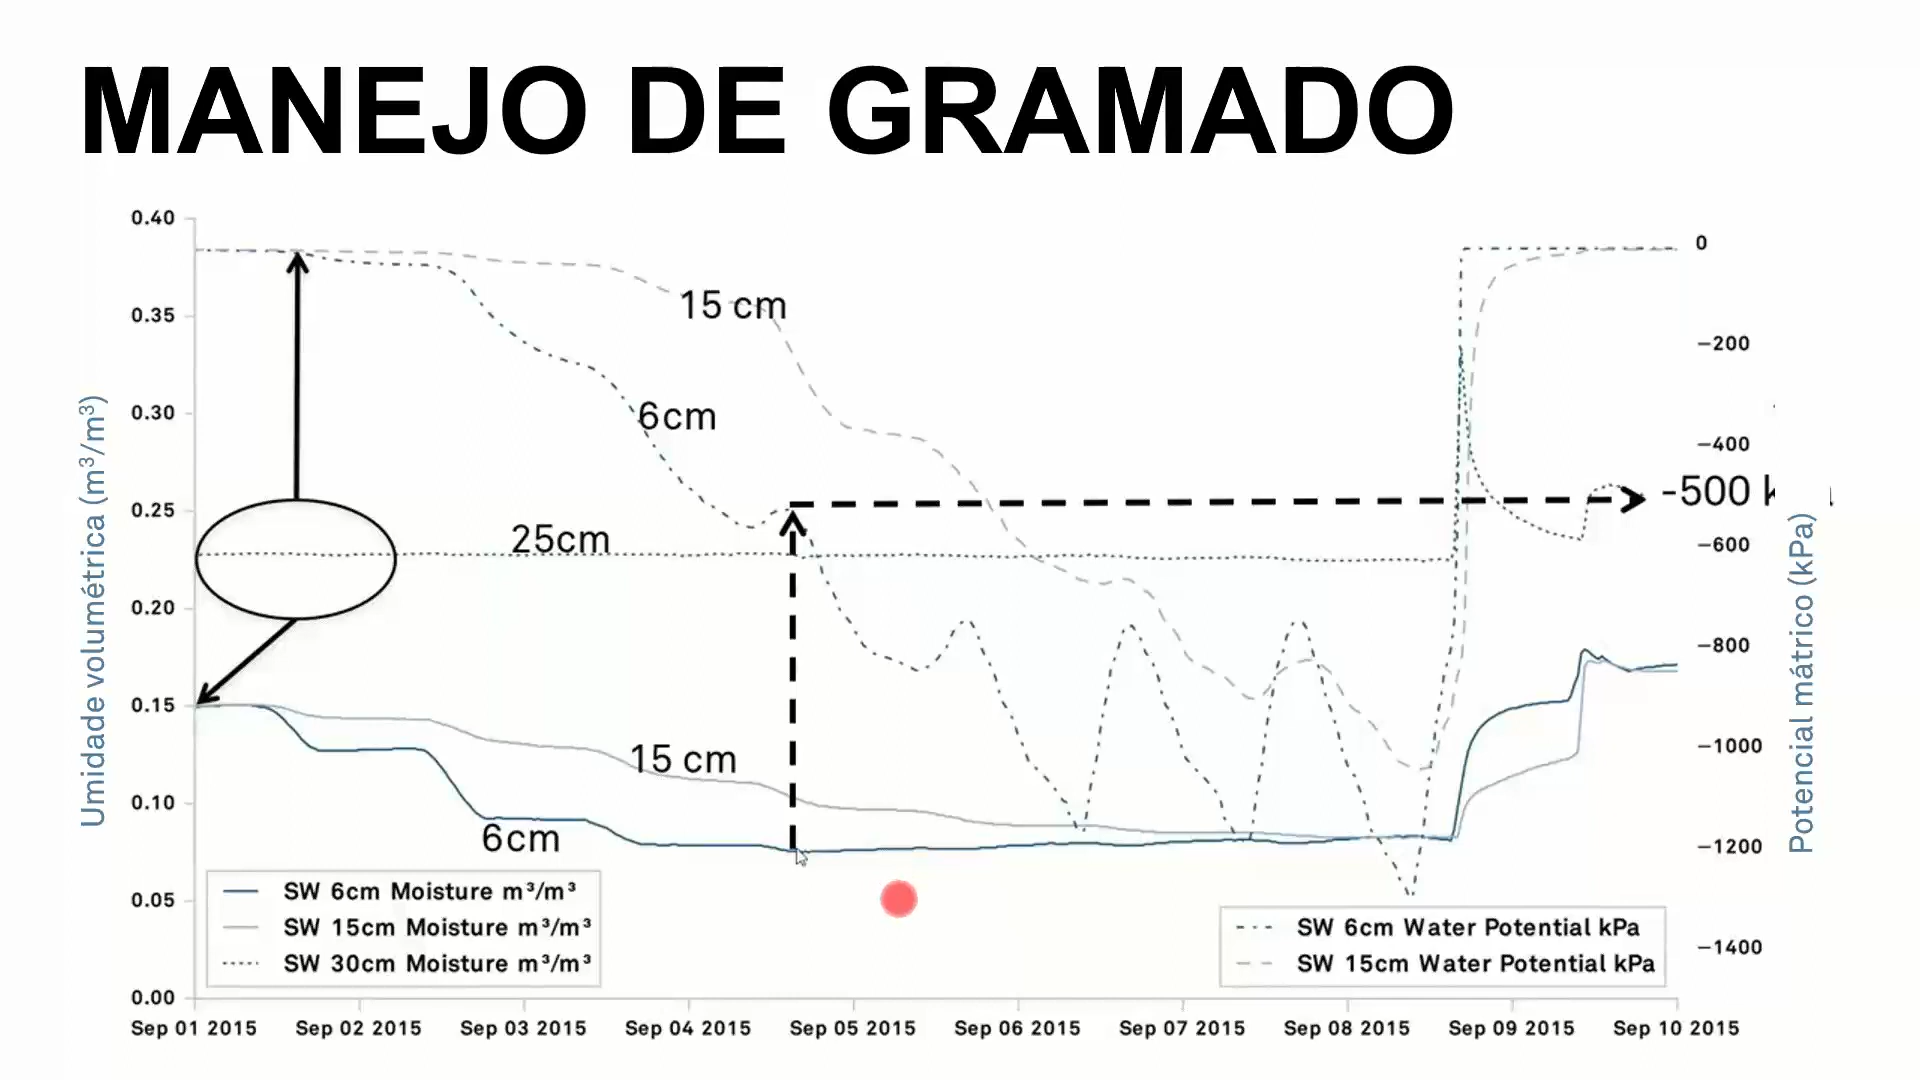 MANEJO DE GRAMADO
0.40
0.35
0.30
0.25
0.20
0.15
0.10
0.05
0.00
Umidade volumétrica (m³/m³)
15 cm
6cm
25cm
15 cm
6cm
-500
0
−200
−400
−600
−800
−1000
−1200
−1400
Potencial mátrico (kPa)
SW 6cm Moisture m³/m³
SW 15cm Moisture m³/m³
SW 30cm Moisture m³/m³
SW 6cm Water Potential kPa
SW 15cm Water Potential kPa
Sep 01 2015 Sep 02 2015 Sep 03 2015 Sep 04 2015 Sep 05 2015 Sep 06 2015 Sep 07 2015 Sep 08 2015 Sep 09 2015 Sep 10 2015